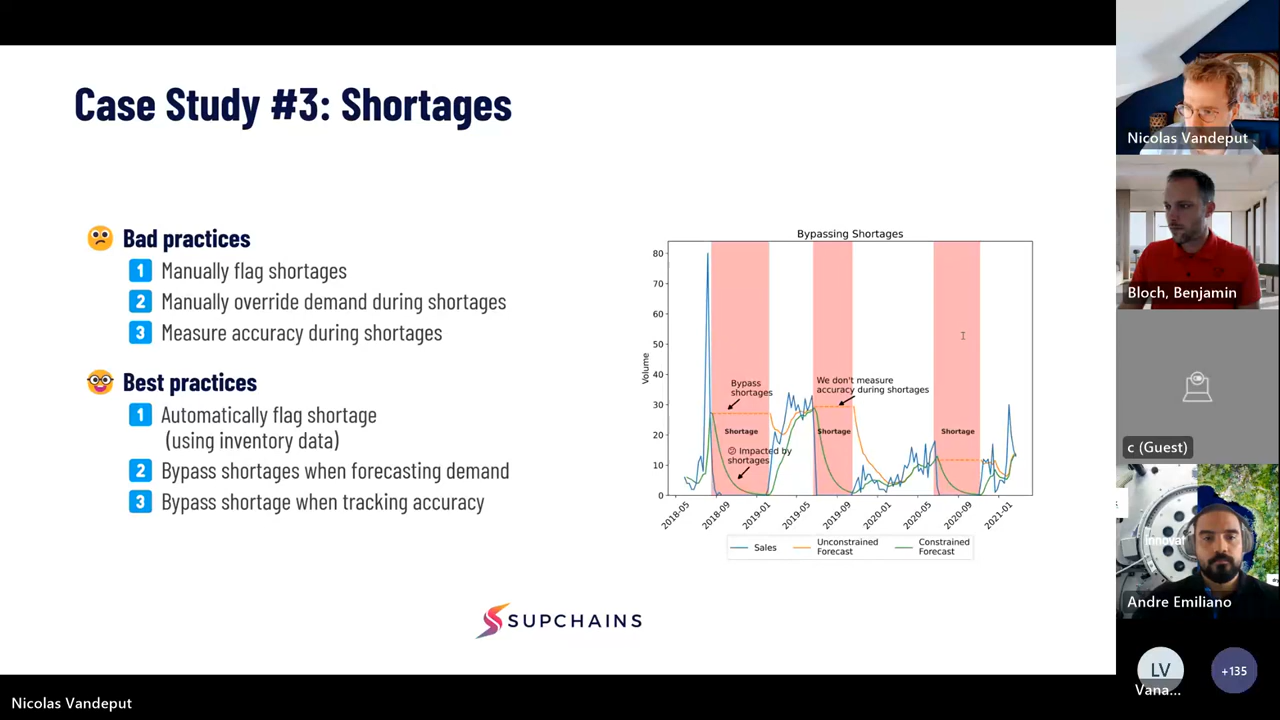 Case Study #3: Shortages
Bad practices
1 Manually flag shortages
2 Manually override demand during shortages
3 Measure accuracy during shortages
Best practices
1 Automatically flag shortage
(using inventory data)
2 Bypass shortages when forecasting demand
3 Bypass shortage when tracking accuracy
Bypassing Shortages
Volume
80
70
60
50
40
30
20
10
0
Bypass
shortages
We don't measure
accuracy during shortages
Shortage
Shortage
Shortage
Impacted by
shortages
2018-05
2018-09
2019-01
2019-05
2019-09
2020-01
2020-05
2020-09
2021-01
Sales
Unconstrained
Forecast
Constrained
Forecast
SUPCHAINS
Nicolas Vandeput
Nicolas Vandeput
Bloch, Benjamin
c (Guest)
Andre Emiliano
LV
Vana...
+135